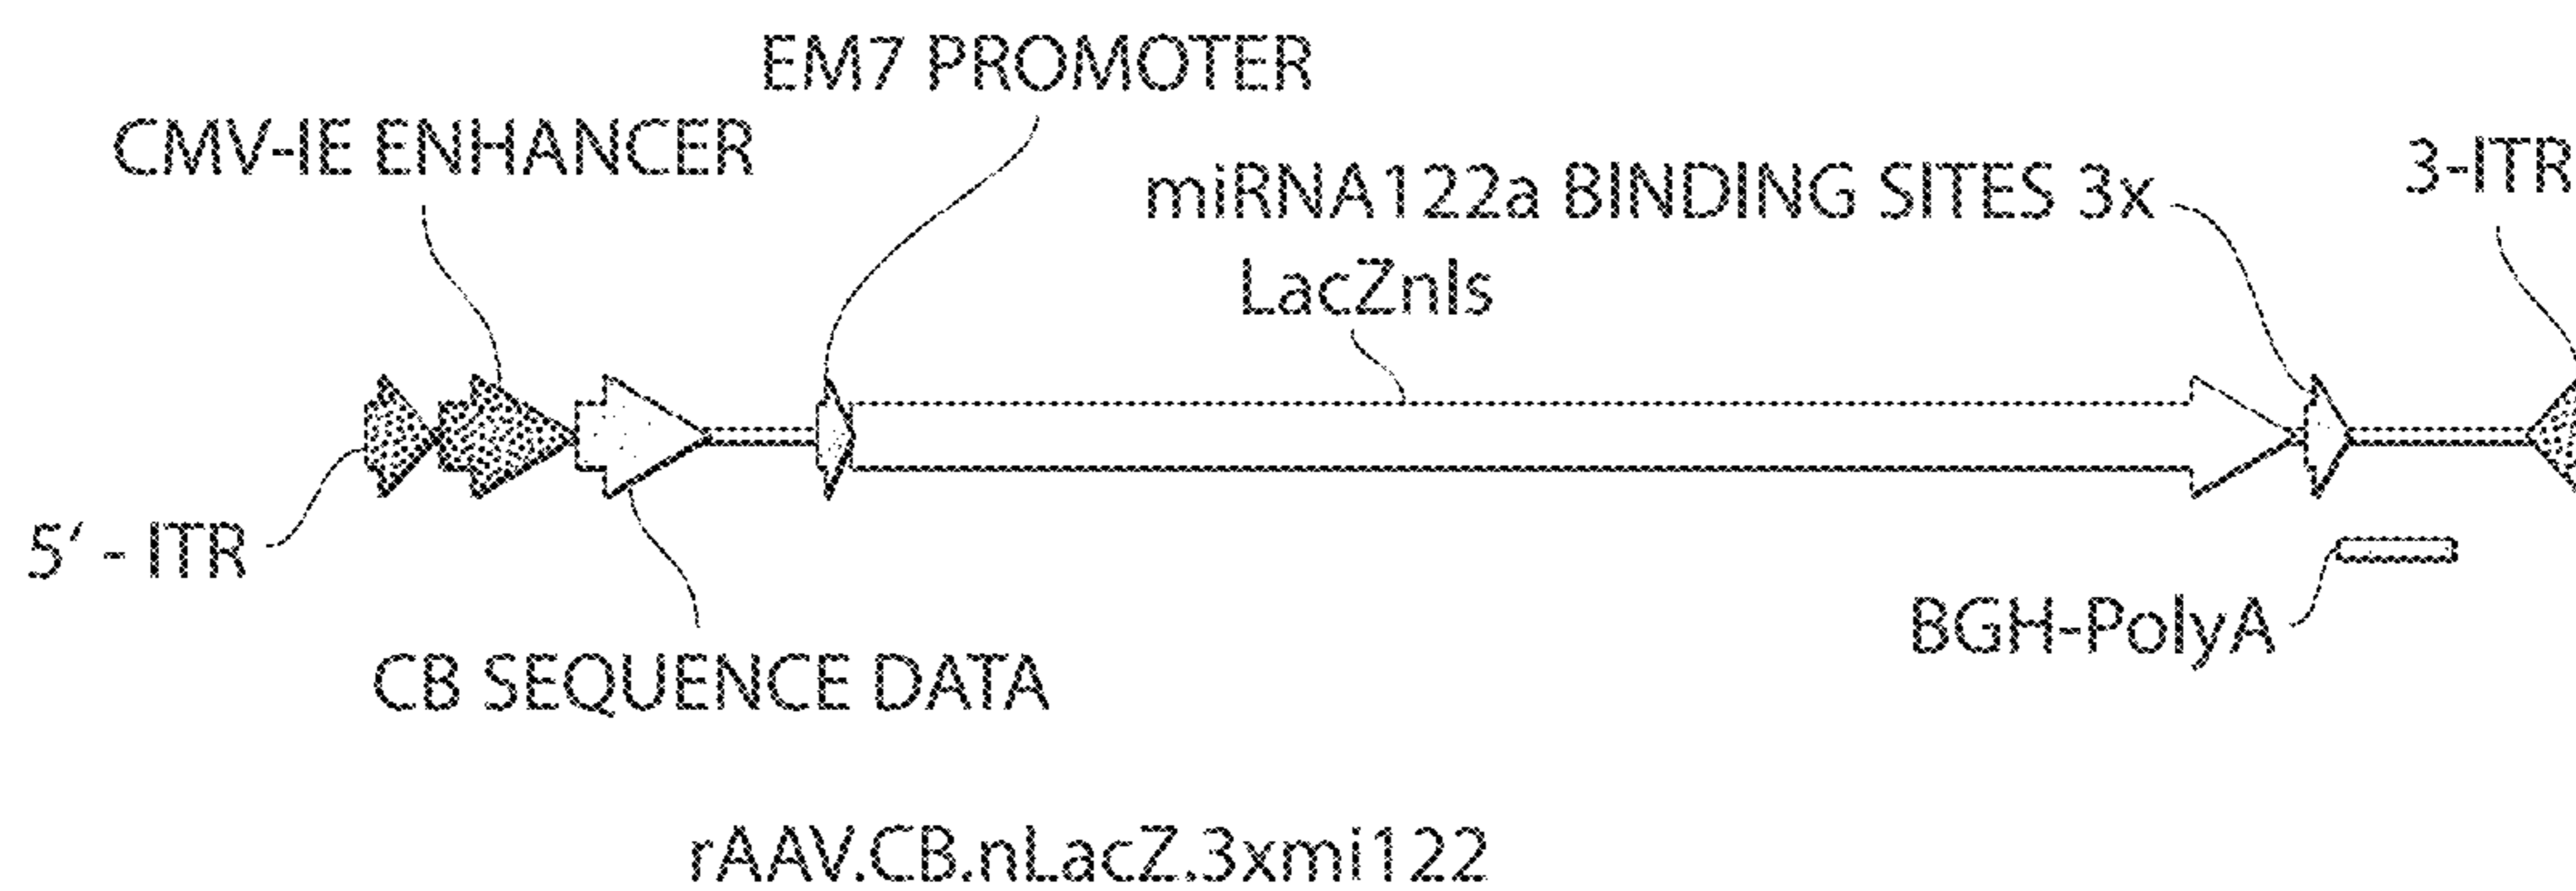 EM7 PROMOTER
CMV-IE ENHANCER
3-ITR
miRNA122a BINDING SITES 3x
LacZnls
5' - ITR
BGH-PolyA
CB SEQUENCE DATA
rAAV.CB.nLacZ.3xmi122